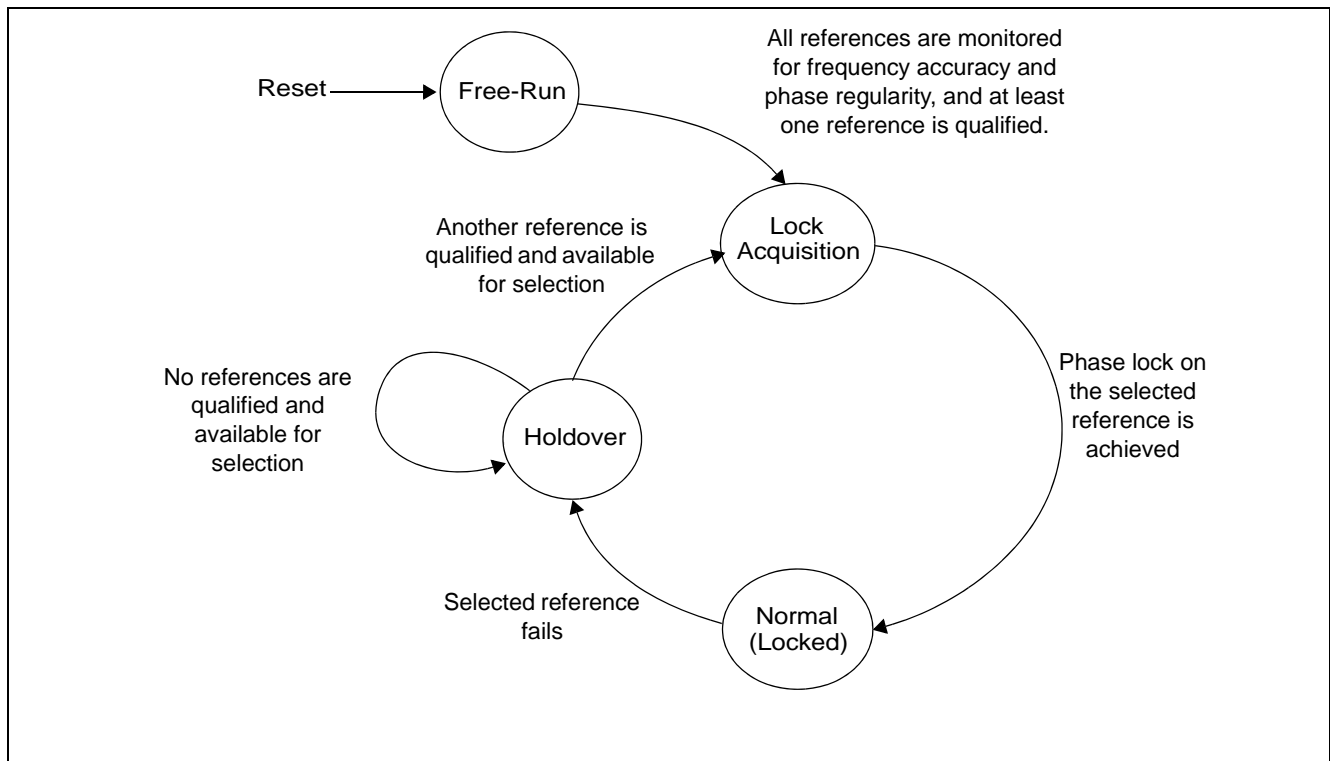 All references are monitored
for frequency accuracy and
phase regularity, and at least
one reference is qualified.
Reset
Free-Run
Lock
Acquisition
Another reference is
qualified and available
for selection
Phase lock on
the selected
reference is
achieved
No references are
qualified and
available for
selection
Holdover
Selected reference
fails
Normal
(Locked)